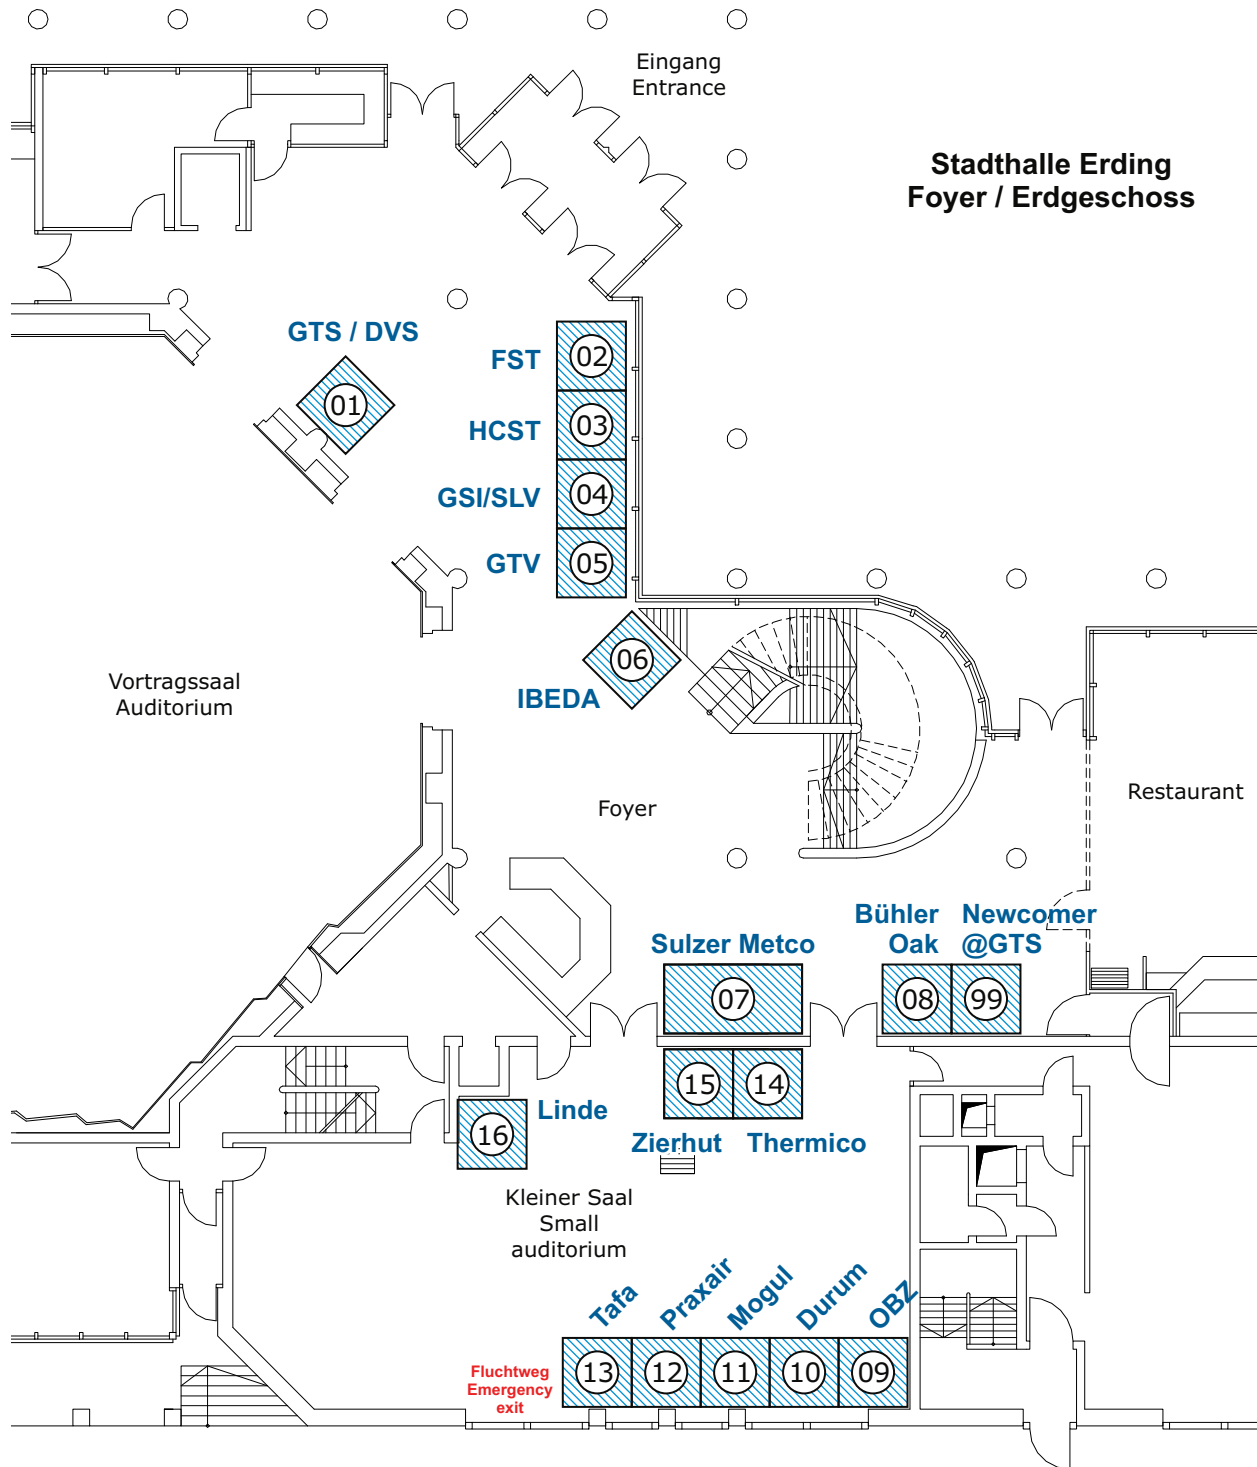 Eingang
Entrance
Stadthalle Erding
Foyer / Erdgeschoss
GTS / DVS
01
FST
02
HCST
03
GSI/SLV
04
GTV
05
06
IBEDA
Vortragssaal
Auditorium
Foyer
Restaurant
Sulzer Metco
07
Bühler
Oak
08
Newcomer
@GTS
99
15
14
Zierhut
Thermico
Linde
16
Kleiner Saal
Small
auditorium
Tafa
Praxair
Mogul
Durum
OBZ
13
12
11
10
09
Fluchtweg
Emergency
exit